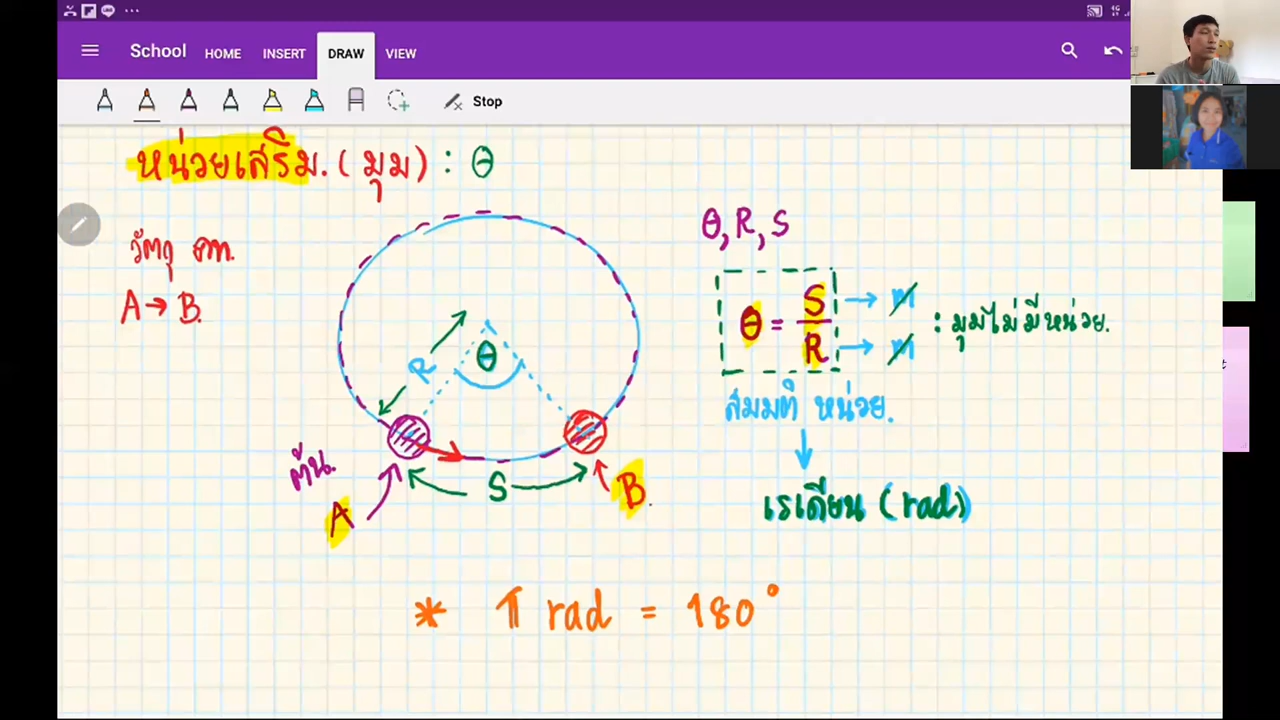 4G
School HOME INSERT DRAW VIEW
Stop
หน่วยเสริม. (มุม) : θ
วัตถุ คท.
A → B.
θ, R, S
θ = S/R → m → m : มุมไม่มีหน่วย.
R
θ
สมมติ หน่วย.
ต้น.
A
S
B
เรเดียน (rad)
* π rad = 180°